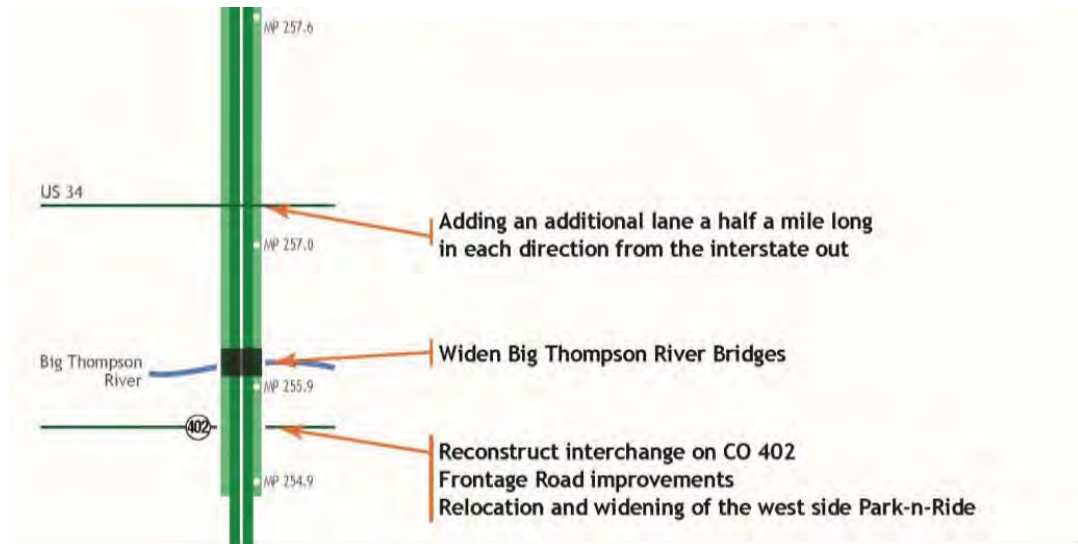 MP 257.6
US 34
Adding an additional lane a half a mile long
in each direction from the interstate out
MP 257.0
Big Thompson
River
Widen Big Thompson River Bridges
MP 255.9
402
Reconstruct interchange on CO 402
Frontage Road improvements
Relocation and widening of the west side Park-n-Ride
MP 254.9